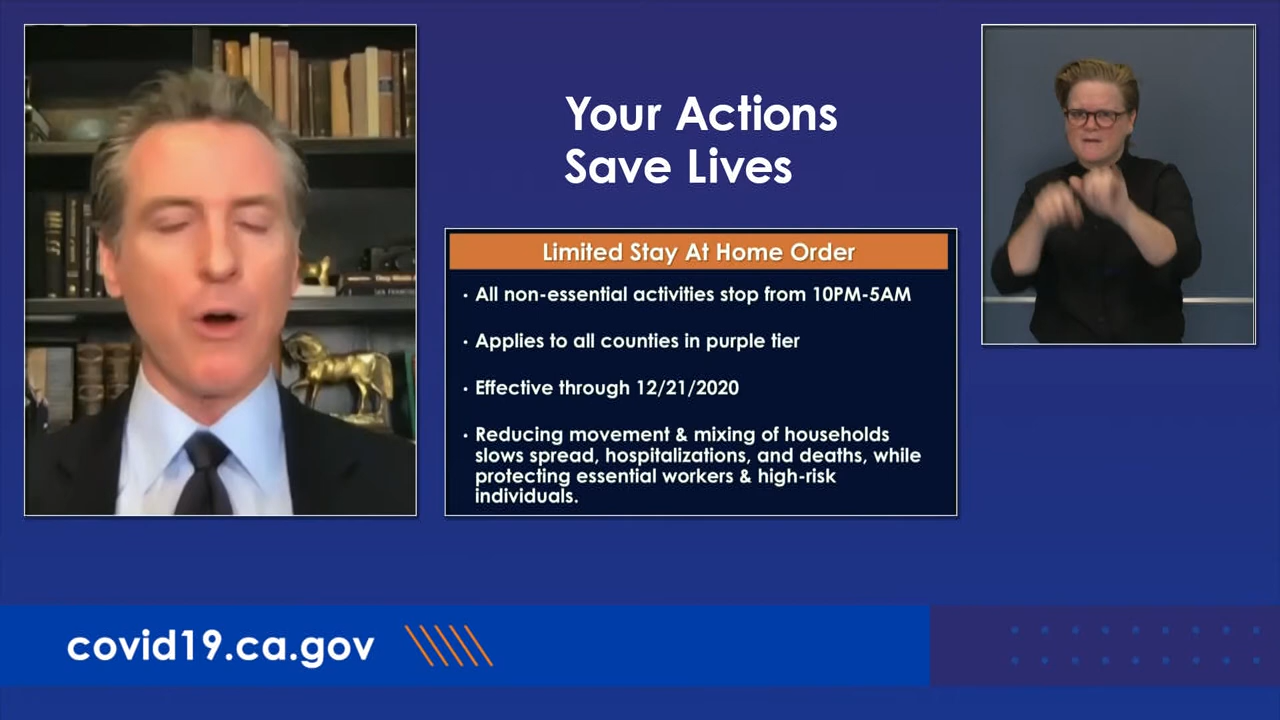 Your Actions
Save Lives
Limited Stay At Home Order
· All non-essential activities stop from 10PM-5AM
· Applies to all counties in purple tier
· Effective through 12/21/2020
· Reducing movement & mixing of households
slows spread, hospitalizations, and deaths, while
protecting essential workers & high-risk
individuals.
covid19.ca.gov